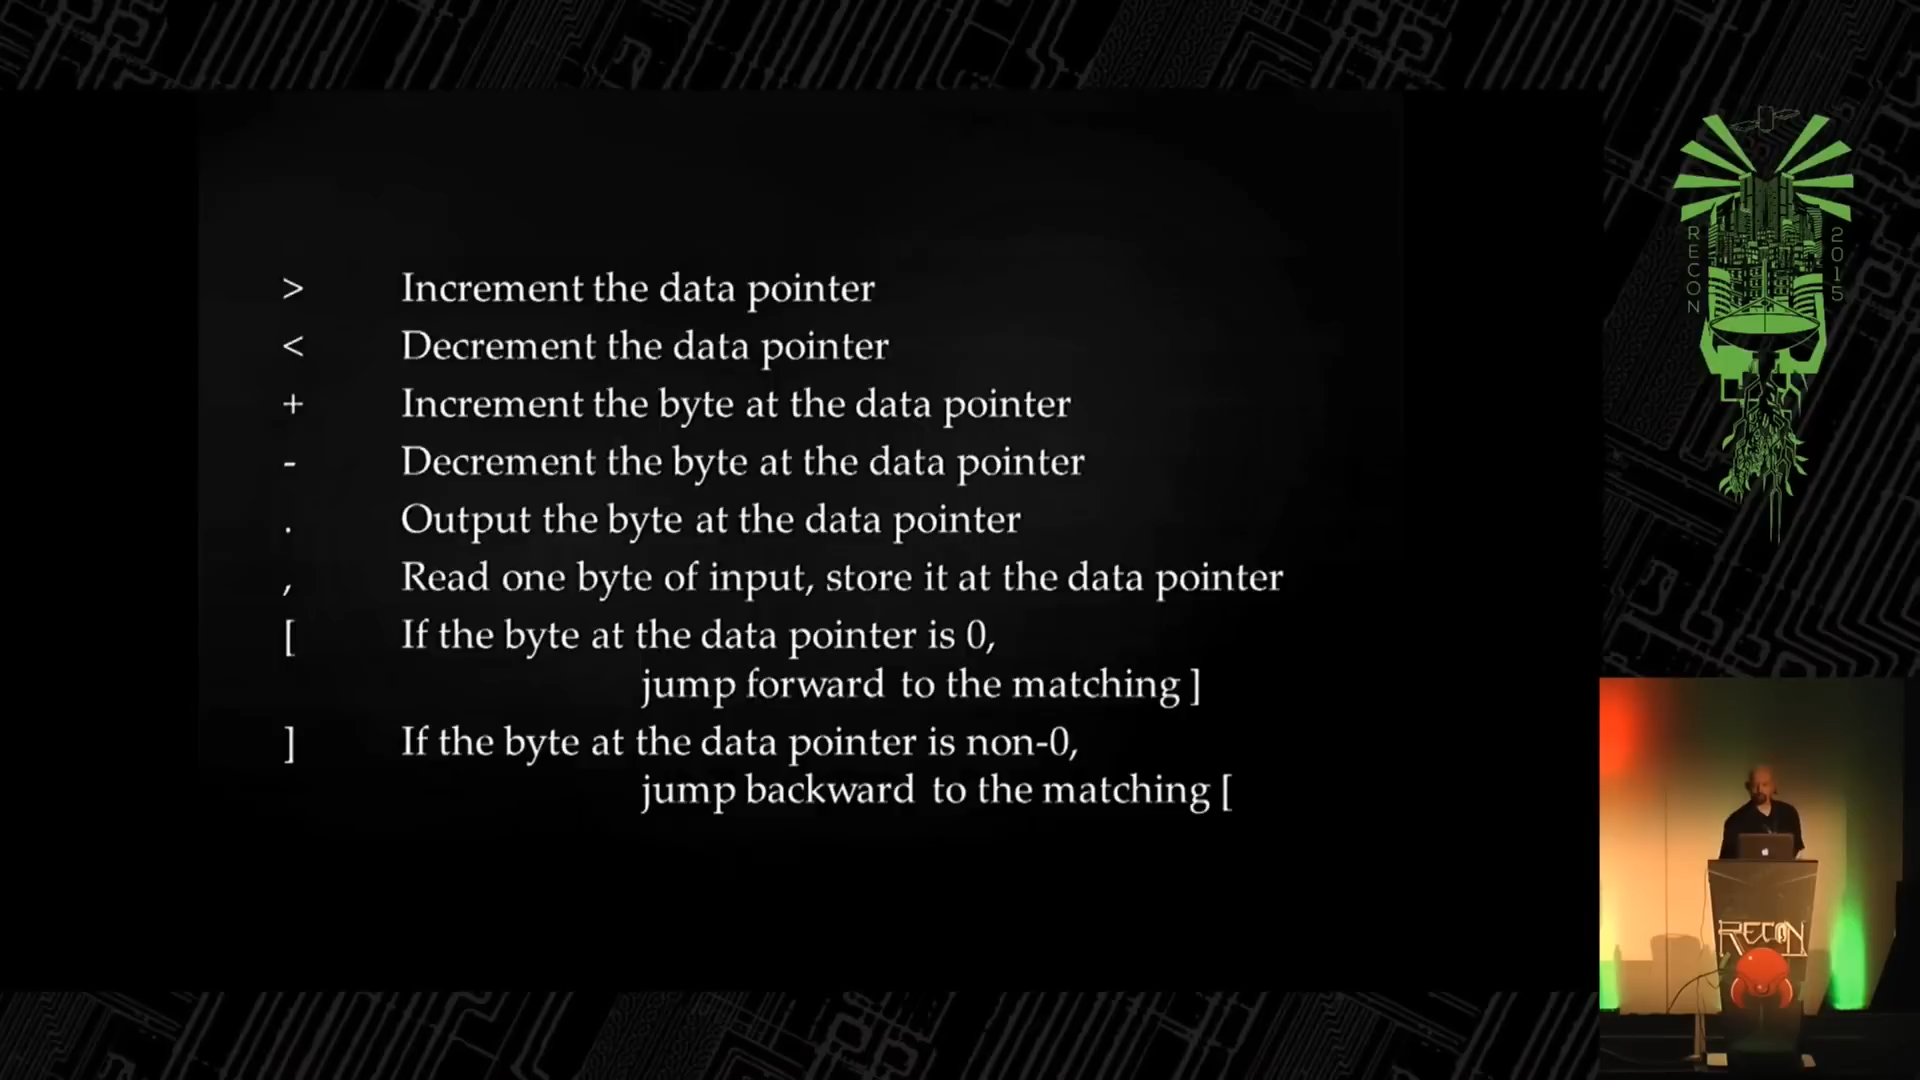 > Increment the data pointer
< Decrement the data pointer
+ Increment the byte at the data pointer
- Decrement the byte at the data pointer
. Output the byte at the data pointer
, Read one byte of input, store it at the data pointer
[ If the byte at the data pointer is 0,
jump forward to the matching ]
] If the byte at the data pointer is non-0,
jump backward to the matching [
RECON
2015
RECON